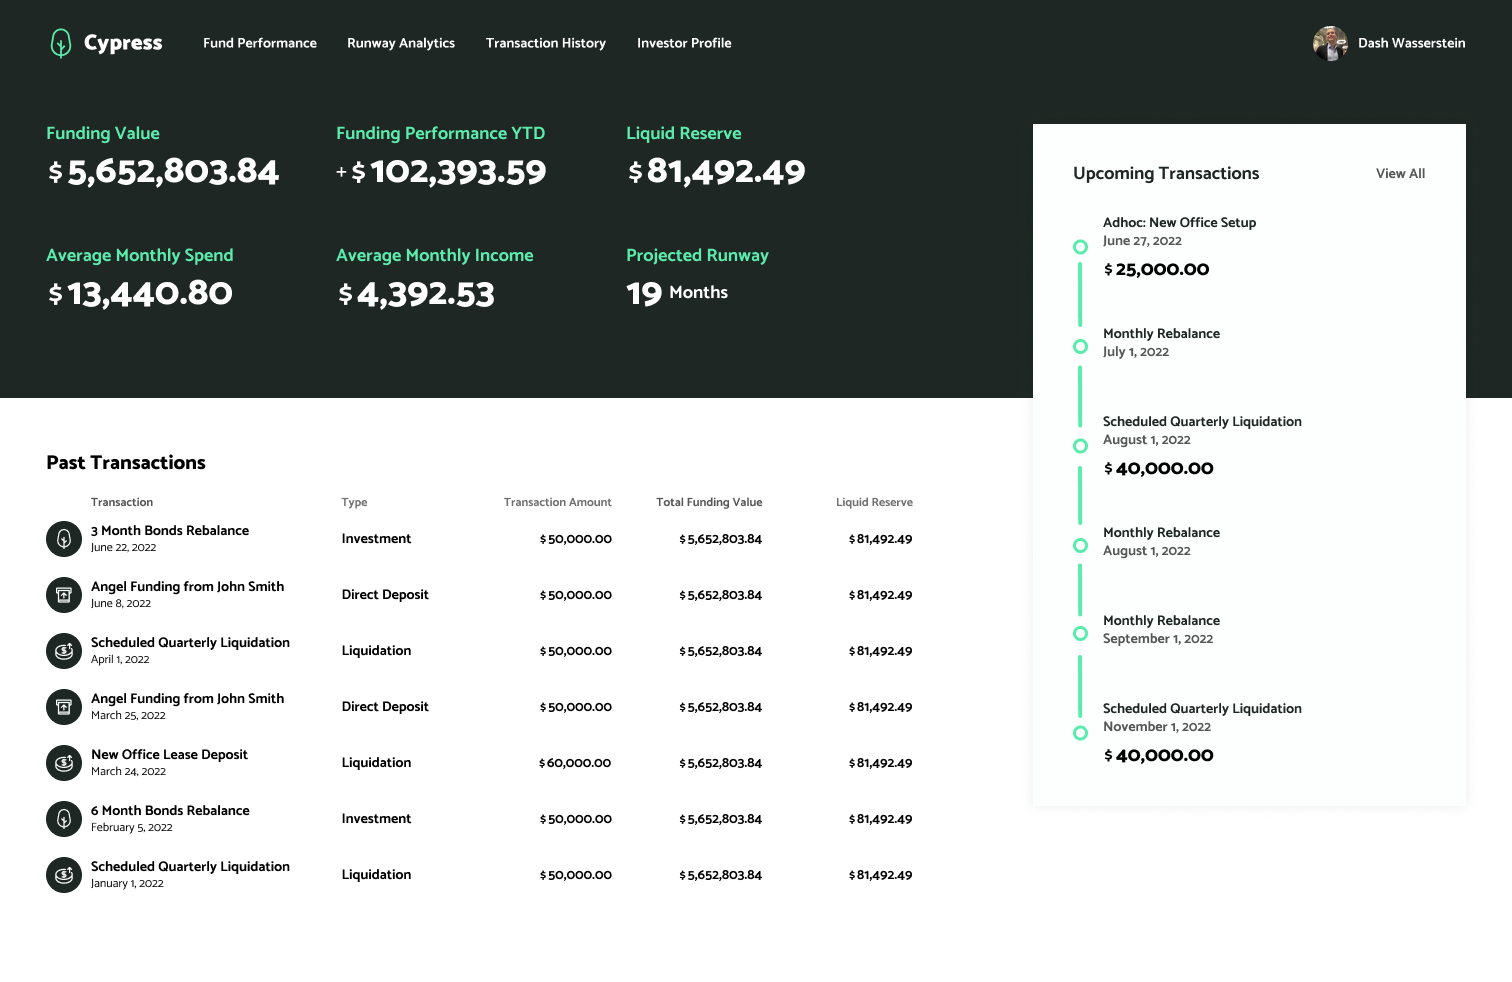 Cypress
Fund Performance
Runway Analytics
Transaction History
Investor Profile
Dash Wasserstein
Funding Value
$ 5,652,803.84
Funding Performance YTD
+ $ 102,393.59
Liquid Reserve
$ 81,492.49
Average Monthly Spend
$ 13,440.80
Average Monthly Income
$ 4,392.53
Projected Runway
19 Months
Upcoming Transactions
View All
Adhoc: New Office Setup
June 27, 2022
$ 25,000.00
Monthly Rebalance
July 1, 2022
Scheduled Quarterly Liquidation
August 1, 2022
$ 40,000.00
Monthly Rebalance
August 1, 2022
Monthly Rebalance
September 1, 2022
Scheduled Quarterly Liquidation
November 1, 2022
$ 40,000.00
Past Transactions
Transaction Type Transaction Amount Total Funding Value Liquid Reserve
3 Month Bonds Rebalance
June 22, 2022
Investment $ 50,000.00 $ 5,652,803.84 $ 81,492.49
Angel Funding from John Smith
June 8, 2022
Direct Deposit $ 50,000.00 $ 5,652,803.84 $ 81,492.49
Scheduled Quarterly Liquidation
April 1, 2022
Liquidation $ 50,000.00 $ 5,652,803.84 $ 81,492.49
Angel Funding from John Smith
March 25, 2022
Direct Deposit $ 50,000.00 $ 5,652,803.84 $ 81,492.49
New Office Lease Deposit
March 24, 2022
Liquidation $ 60,000.00 $ 5,652,803.84 $ 81,492.49
6 Month Bonds Rebalance
February 5, 2022
Investment $ 50,000.00 $ 5,652,803.84 $ 81,492.49
Scheduled Quarterly Liquidation
January 1, 2022
Liquidation $ 50,000.00 $ 5,652,803.84 $ 81,492.49